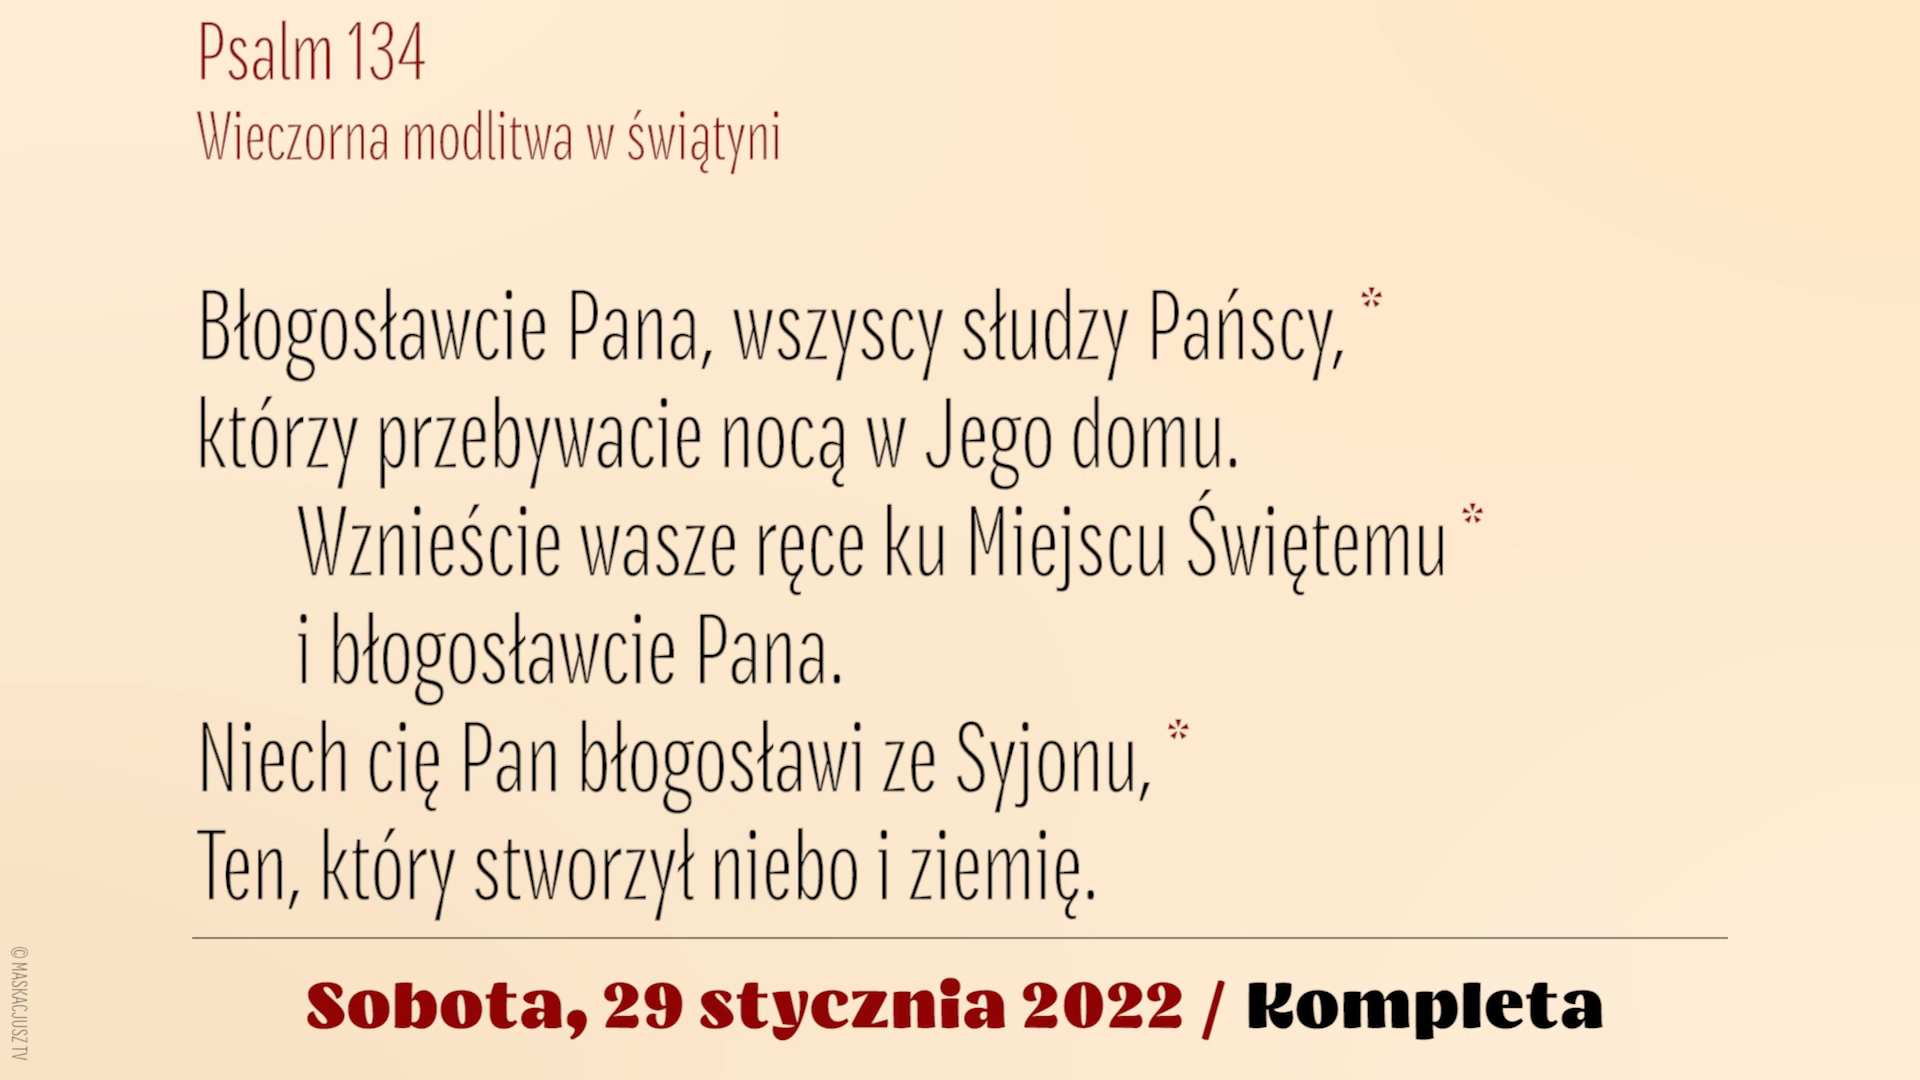 Psalm 134
Wieczorna modlitwa w świątyni
Błogosławcie Pana, wszyscy słudzy Pańscy, *
którzy przebywacie nocą w Jego domu.
Wznieście wasze ręce ku Miejscu Świętemu *
i błogosławcie Pana.
Niech cię Pan błogosławi ze Syjonu, *
Ten, który stworzył niebo i ziemię.
Sobota, 29 stycznia 2022 / Kompleta
© MASKACJUSZ TV